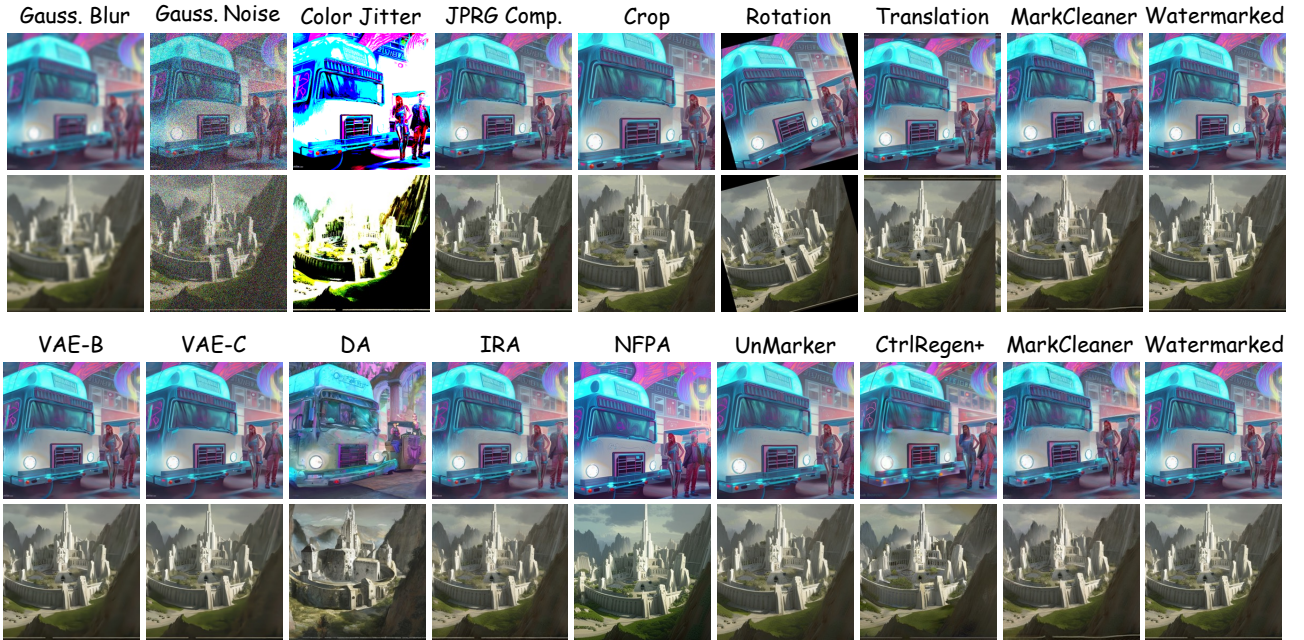 Gauss. Blur Gauss. Noise Color Jitter JPRG Comp. Crop Rotation Translation MarkCleaner Watermarked
VAE-B VAE-C DA IRA NFPA UnMarker CtrlRegen+ MarkCleaner Watermarked